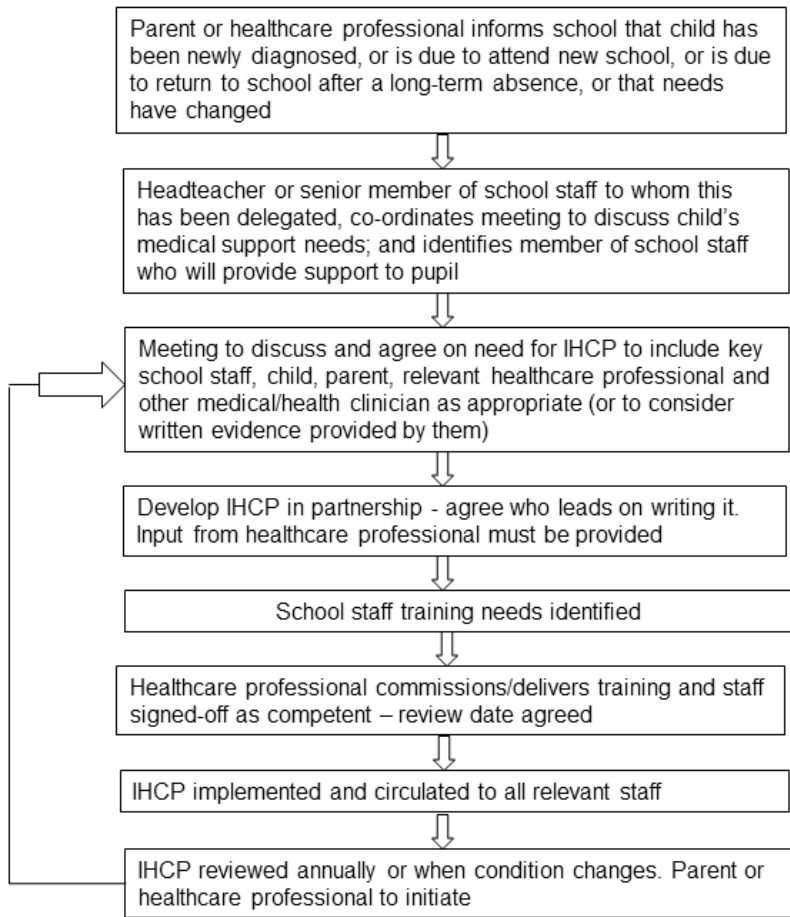 Parent or healthcare professional informs school that child has
been newly diagnosed, or is due to attend new school, or is due
to return to school after a long-term absence, or that needs
have changed
Headteacher or senior member of school staff to whom this
has been delegated, co-ordinates meeting to discuss child’s
medical support needs; and identifies member of school staff
who will provide support to pupil
Meeting to discuss and agree on need for IHCP to include key
school staff, child, parent, relevant healthcare professional and
other medical/health clinician as appropriate (or to consider
written evidence provided by them)
Develop IHCP in partnership - agree who leads on writing it.
Input from healthcare professional must be provided
School staff training needs identified
Healthcare professional commissions/delivers training and staff
signed-off as competent – review date agreed
IHCP implemented and circulated to all relevant staff
IHCP reviewed annually or when condition changes. Parent or
healthcare professional to initiate